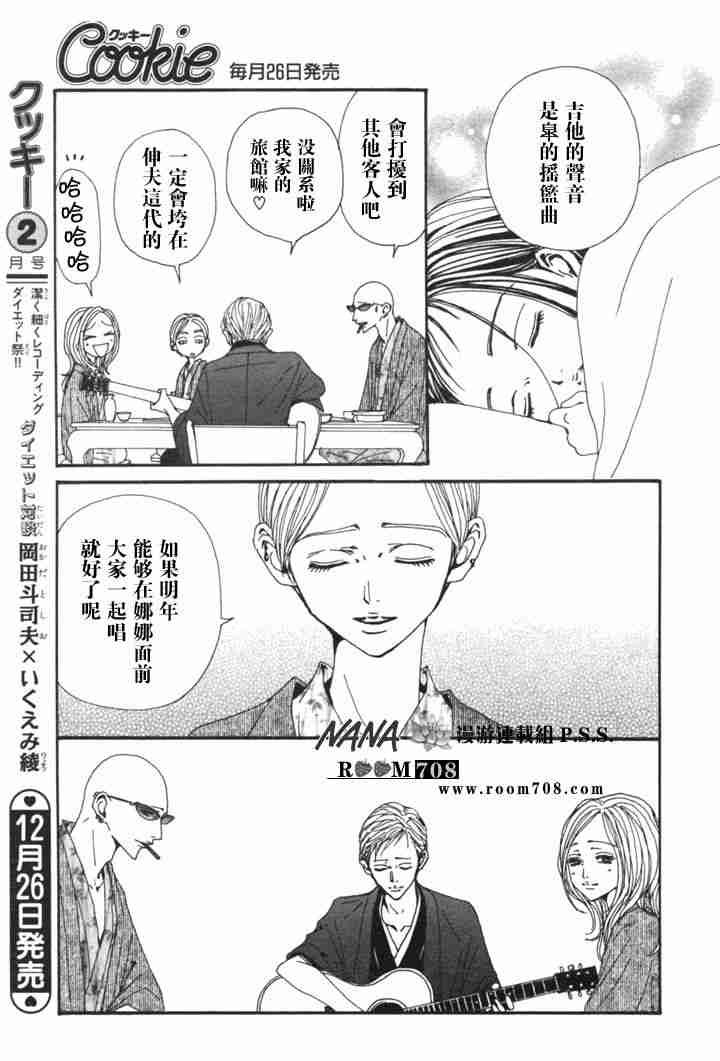 クッキー
Cookie
毎月26日発売
吉他的聲音
是皐的摇籃曲
會打擾到
其他客人吧
没關系啦
我家的
旅館嘛♡
一定會垮在
伸夫這代的
哈哈哈哈
如果明年
能够在娜娜面前
大家一起唱
就好了呢
NANA
漫游連載組 P.S.S.
ROOM 708
www.room708.com
クッキー2月号
潔く細くレコーディング
ダイエット祭!!
ダイエット対談
岡田斗司夫×いくえみ綾
♥12月26日発売♠